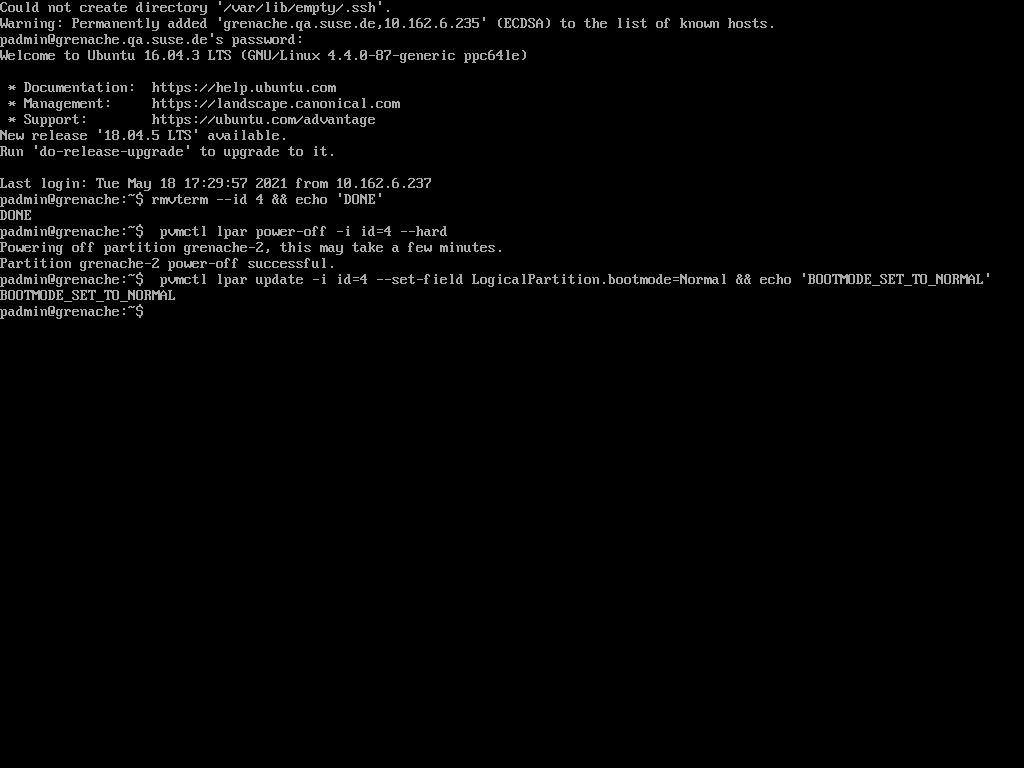 Could not create directory '/var/lib/empty/.ssh'.
Warning: Permanently added 'grenache.qa.suse.de,10.162.6.235' (ECDSA) to the list of known hosts.
padmin@grenache.qa.suse.de's password:
Welcome to Ubuntu 16.04.3 LTS (GNU/Linux 4.4.0-87-generic ppc64le)
 * Documentation:  https://help.ubuntu.com
 * Management:     https://landscape.canonical.com
 * Support:        https://ubuntu.com/advantage
New release '18.04.5 LTS' available.
Run 'do-release-upgrade' to upgrade to it.
Last login: Tue May 18 17:29:57 2021 from 10.162.6.237
padmin@grenache:~$ rmvterm --id 4 && echo 'DONE'
DONE
padmin@grenache:~$  pvmctl lpar power-off -i id=4 --hard
Powering off partition grenache-2, this may take a few minutes.
Partition grenache-2 power-off successful.
padmin@grenache:~$  pvmctl lpar update -i id=4 --set-field LogicalPartition.bootmode=Normal && echo 'BOOTMODE_SET_TO_NORMAL'
BOOTMODE_SET_TO_NORMAL
padmin@grenache:~$